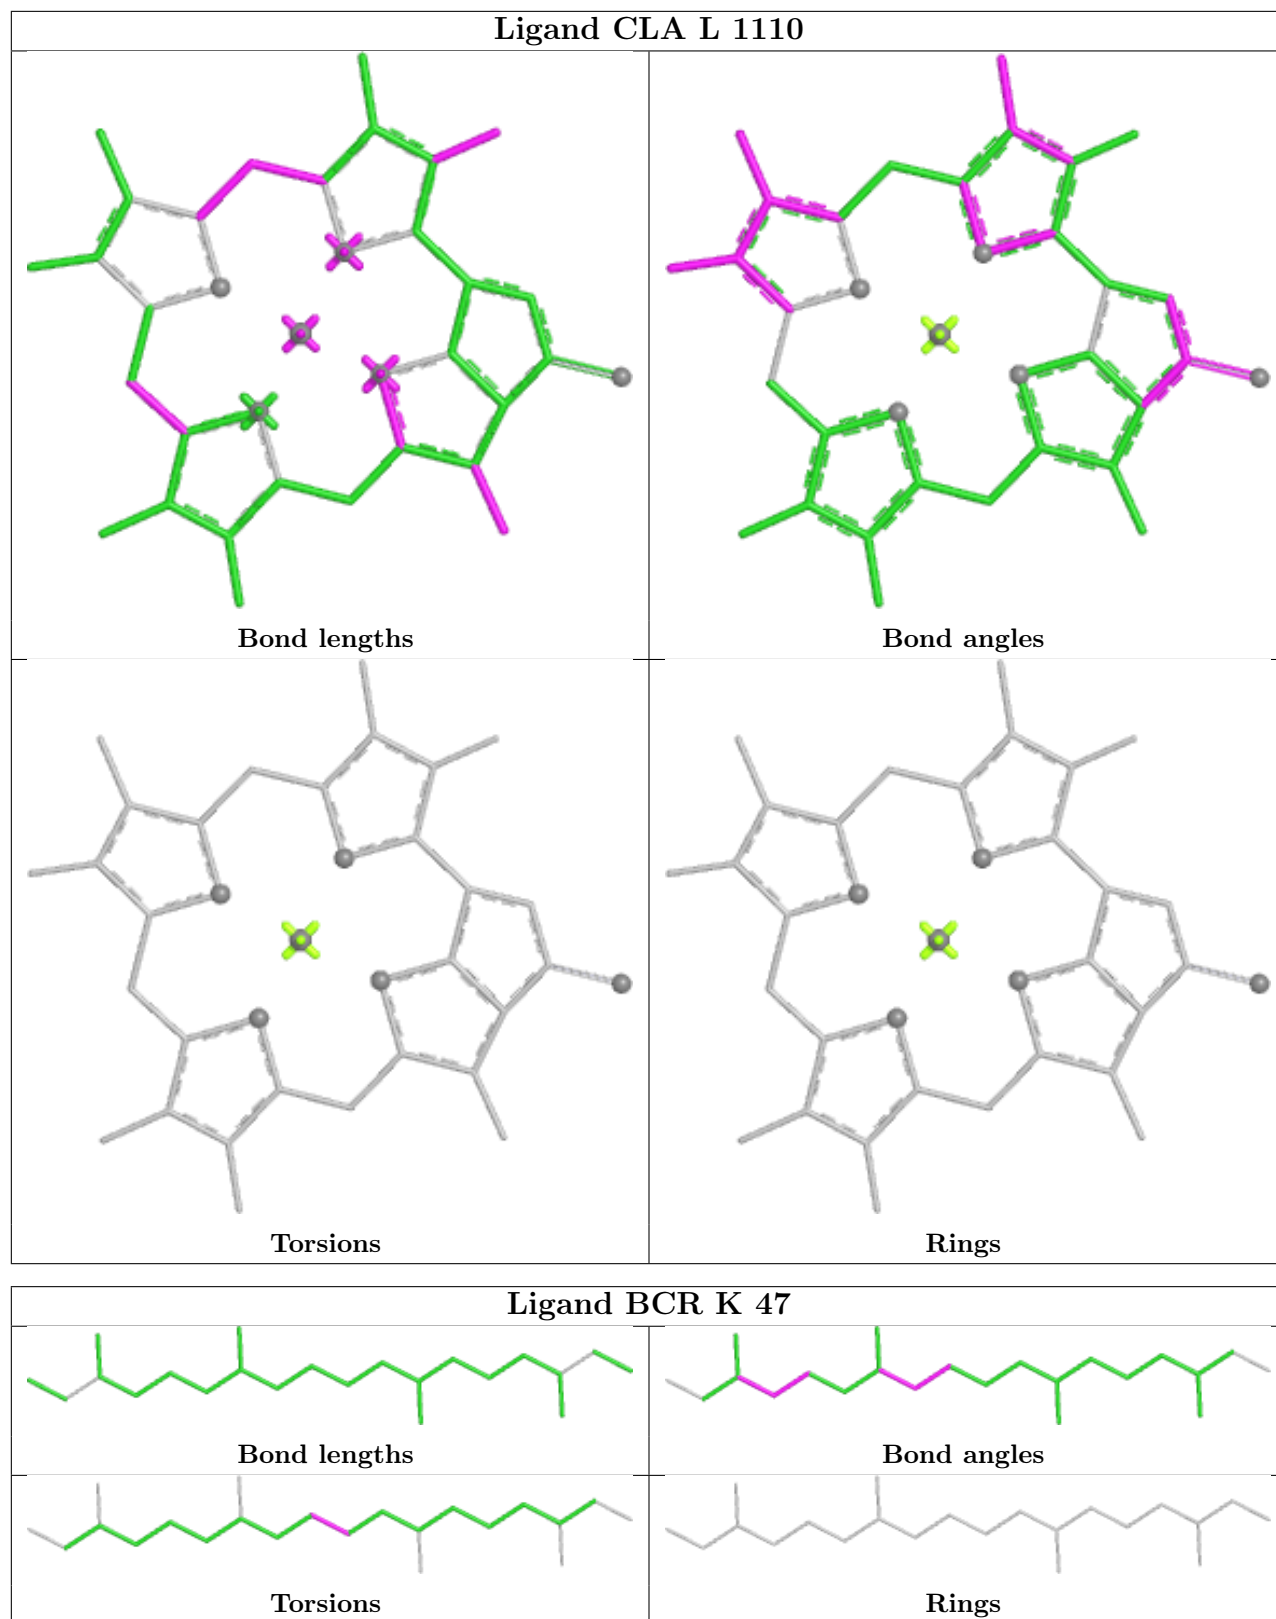 Ligand CLA L 1110
Bond lengths
Bond angles
Torsions
Rings
Ligand BCR K 47
Bond lengths
Bond angles
Torsions
Rings